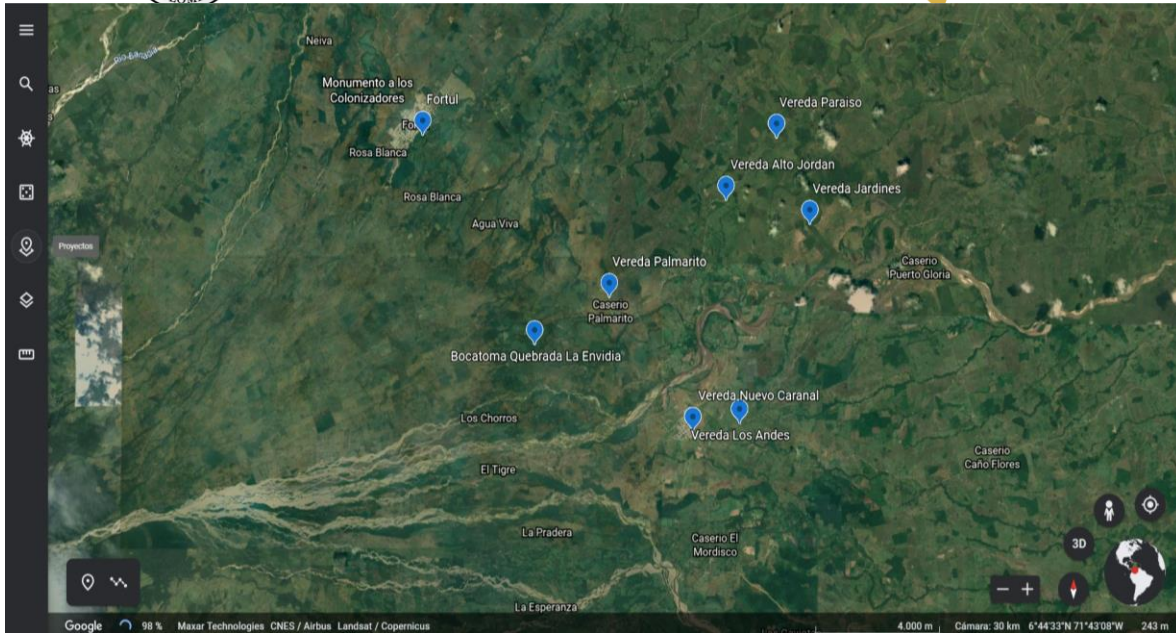 Neiva
Monumento a los
Colonizadores
Fortul
Rosa Blanca
Rosa Blanca
Agua Viva
Vereda Paraiso
Vereda Alto Jordan
Vereda Jardines
Vereda Palmarito
Caserio
Palmarito
Caserio
Puerto Gloria
Bocatoma Quebrada La Envidia
Proyectos
Vereda Nuevo Caranal
Vereda Los Andes
Los Chorros
El Tigre
Caserio
Caño Flores
La Pradera
Caserio El
Mordisco
La Esperanza
3D
Google
98 %
Maxar Technologies CNES / Airbus Landsat / Copernicus
4.000 m
Cámara: 30 km 6°44'33"N 71°43'08"W
243 m